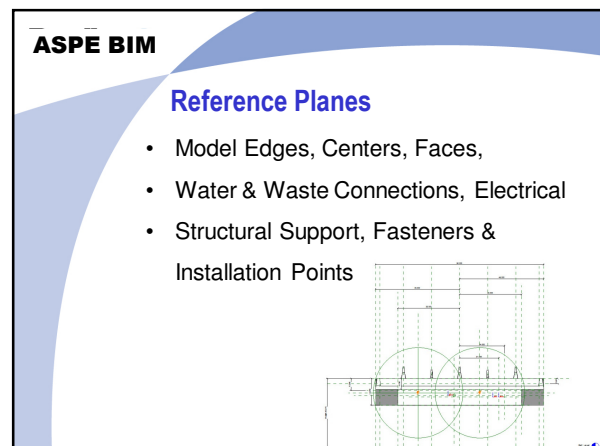 ASPE BIM
Reference Planes
• Model Edges, Centers, Faces,
• Water & Waste Connections, Electrical
• Structural Support, Fasteners &
Installation Points